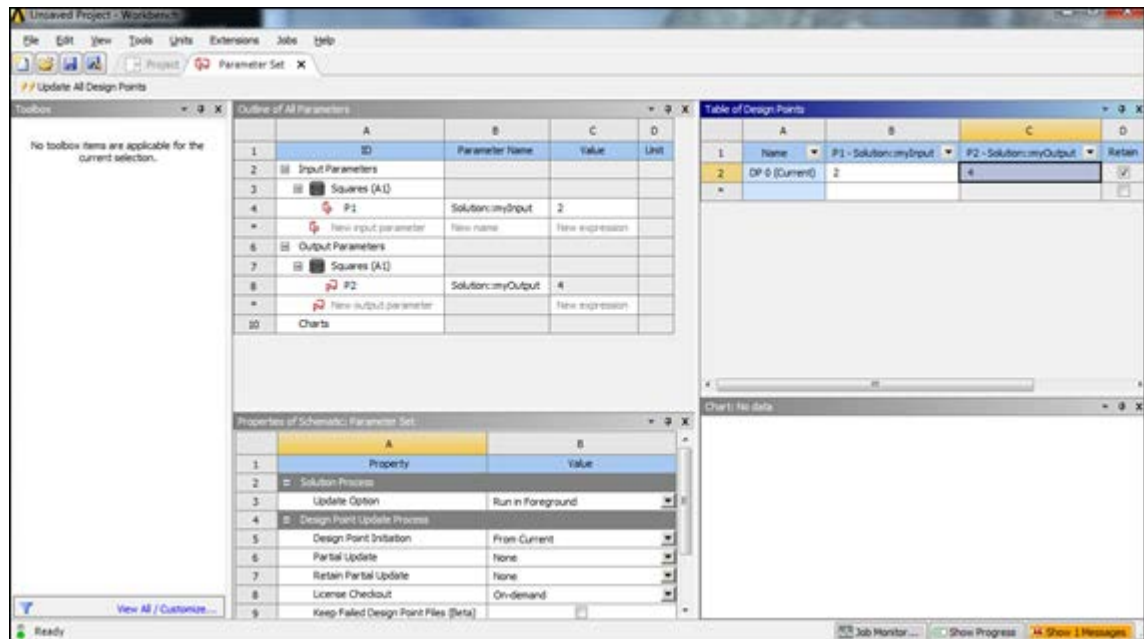 Unsaved Project - Workbench
File Edit View Tools Units Extensions Jobs Help
Project Parameter Set X
Update All Design Points
Toolbox
No toolbox items are applicable for the
current selection.
View All / Customize...
Outline of All Parameters
A B C D
1 ID Parameter Name Value Unit
2 Input Parameters
3 Squares (A1)
4 P1 Solution::myInput 2
* New input parameter New name New expression
6 Output Parameters
7 Squares (A1)
8 P2 Solution::myOutput 4
* New output parameter New expression
10 Charts
Properties of Schematic: Parameter Set
A B
1 Property Value
2 Solution Process
3 Update Option Run in Foreground
4 Design Point Update Process
5 Design Point Initiation From Current
6 Partial Update None
7 Retain Partial Update None
8 License Checkout On-demand
9 Keep Failed Design Point Files (Beta)
Table of Design Points
A B C D
1 Name P1 - Solution::myInput P2 - Solution::myOutput Retain
2 DP 0 (Current) 2 4
*
Chart: No data
Ready
Job Monitor... Show Progress Show 1 Messages